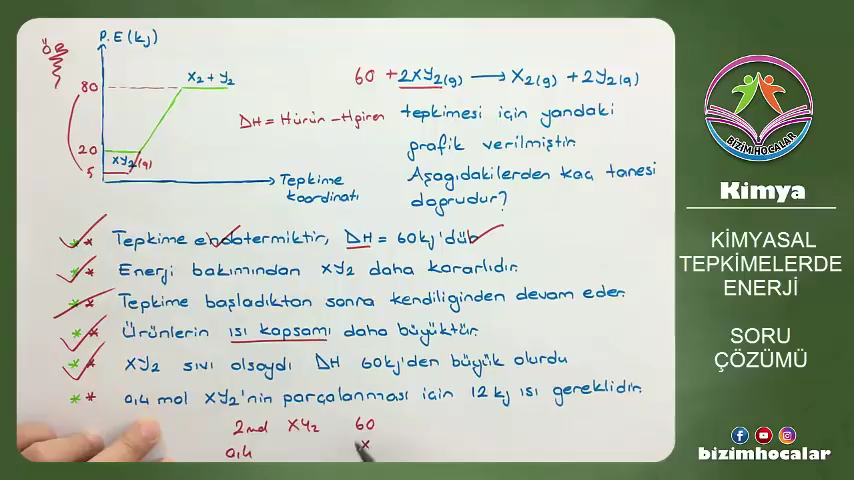 ÖR
P.E (kj)
X2 + Y2
80
20
XY2(g)
5
Tepkime
koordinatı
60 + 2XY2(g) → X2(g) + 2Y2(g)
ΔH = Hürün - Hgiren
tepkimesi için yandaki
grafik verilmiştir.
Aşağıdakilerden kaç tanesi
doğrudur?
** Tepkime endotermiktir, ΔH = 60kj'dür
** Enerji bakımından XY2 daha kararlıdır.
** Tepkime başladıktan sonra kendiliğinden devam eder.
** Ürünlerin ısı kapsamı daha büyüktür.
** XY2 sıvı olsaydı ΔH 60kj'den büyük olurdu
** 0,4 mol XY2'nin parçalanması için 12 kj ısı gereklidir.
2mol XY2 60
0,4 x
BİZİM HOCALAR
Kimya
KİMYASAL
TEPKİMELERDE
ENERJİ
SORU
ÇÖZÜMÜ
bizimhocalar